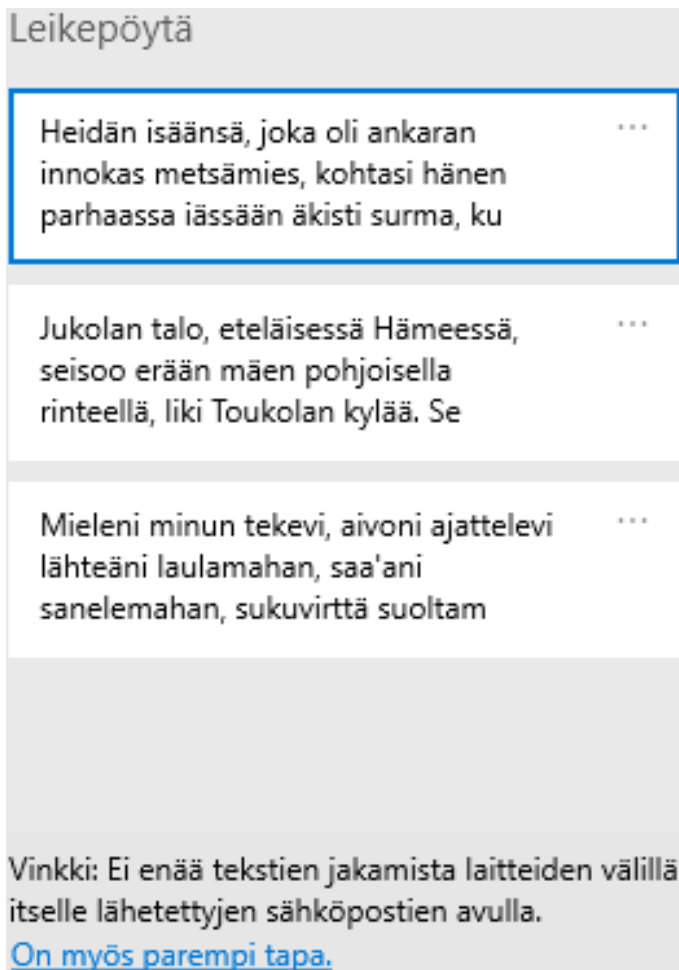 Leikepöytä
Heidän isäänsä, joka oli ankaran
innokas metsämies, kohtasi hänen
parhaassa iässään äkisti surma, ku
Jukolan talo, eteläisessä Hämeessä,
seisoo erään mäen pohjoisella
rinteellä, liki Toukolan kylää. Se
Mieleni minun tekevi, aivoni ajattelevi
lähteäni laulamahan, saa'ani
sanelemahan, sukuvirttä suoltam
Vinkki: Ei enää tekstien jakamista laitteiden välillä
itselle lähetettyjen sähköpostien avulla.
On myös parempi tapa.